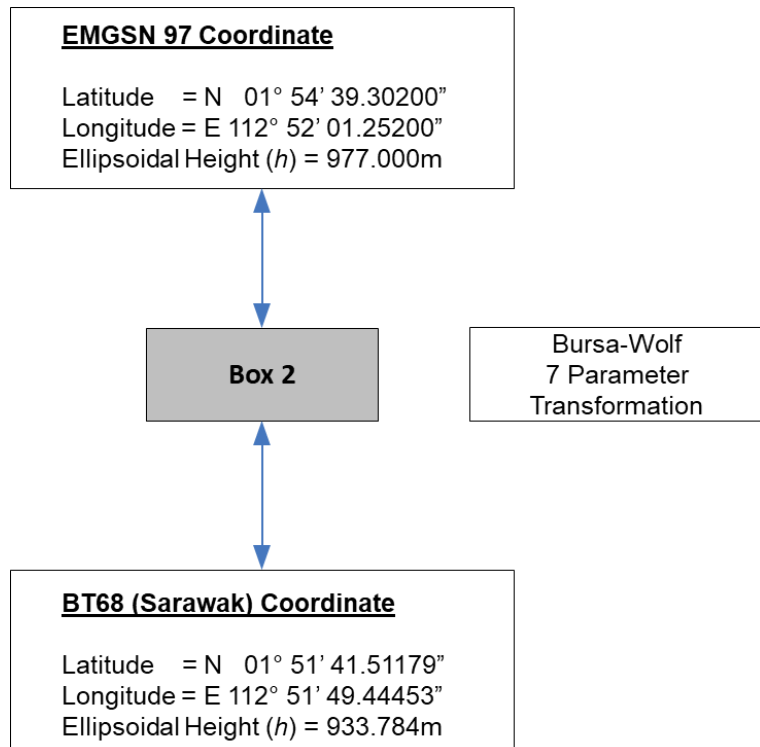 EMGSN 97 Coordinate
Latitude = N 01° 54’ 39.30200”
Longitude = E 112° 52’ 01.25200”
Ellipsoidal Height (h) = 977.000m
Box 2
Bursa-Wolf
7 Parameter
Transformation
BT68 (Sarawak) Coordinate
Latitude = N 01° 51’ 41.51179”
Longitude = E 112° 51’ 49.44453”
Ellipsoidal Height (h) = 933.784m